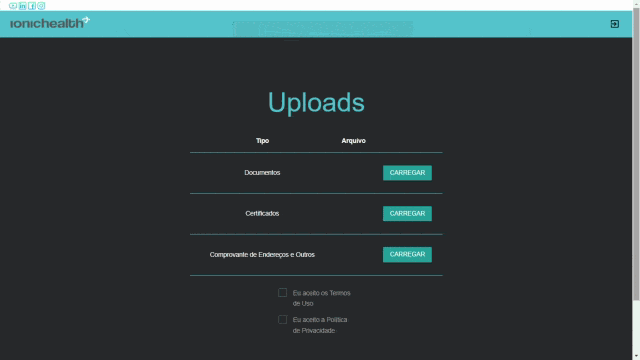 ionichealth
Uploads
Tipo Arquivo
Documentos CARREGAR
Certificados CARREGAR
Comprovante de Endereços e Outros CARREGAR
Eu aceito os Termos
de Uso
Eu aceito a Política
de Privacidade